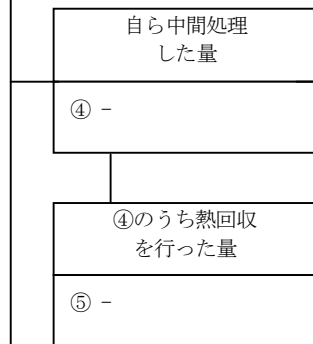 自ら中間処理
した量
④ −
④のうち熱回収
を行った量
⑤ −